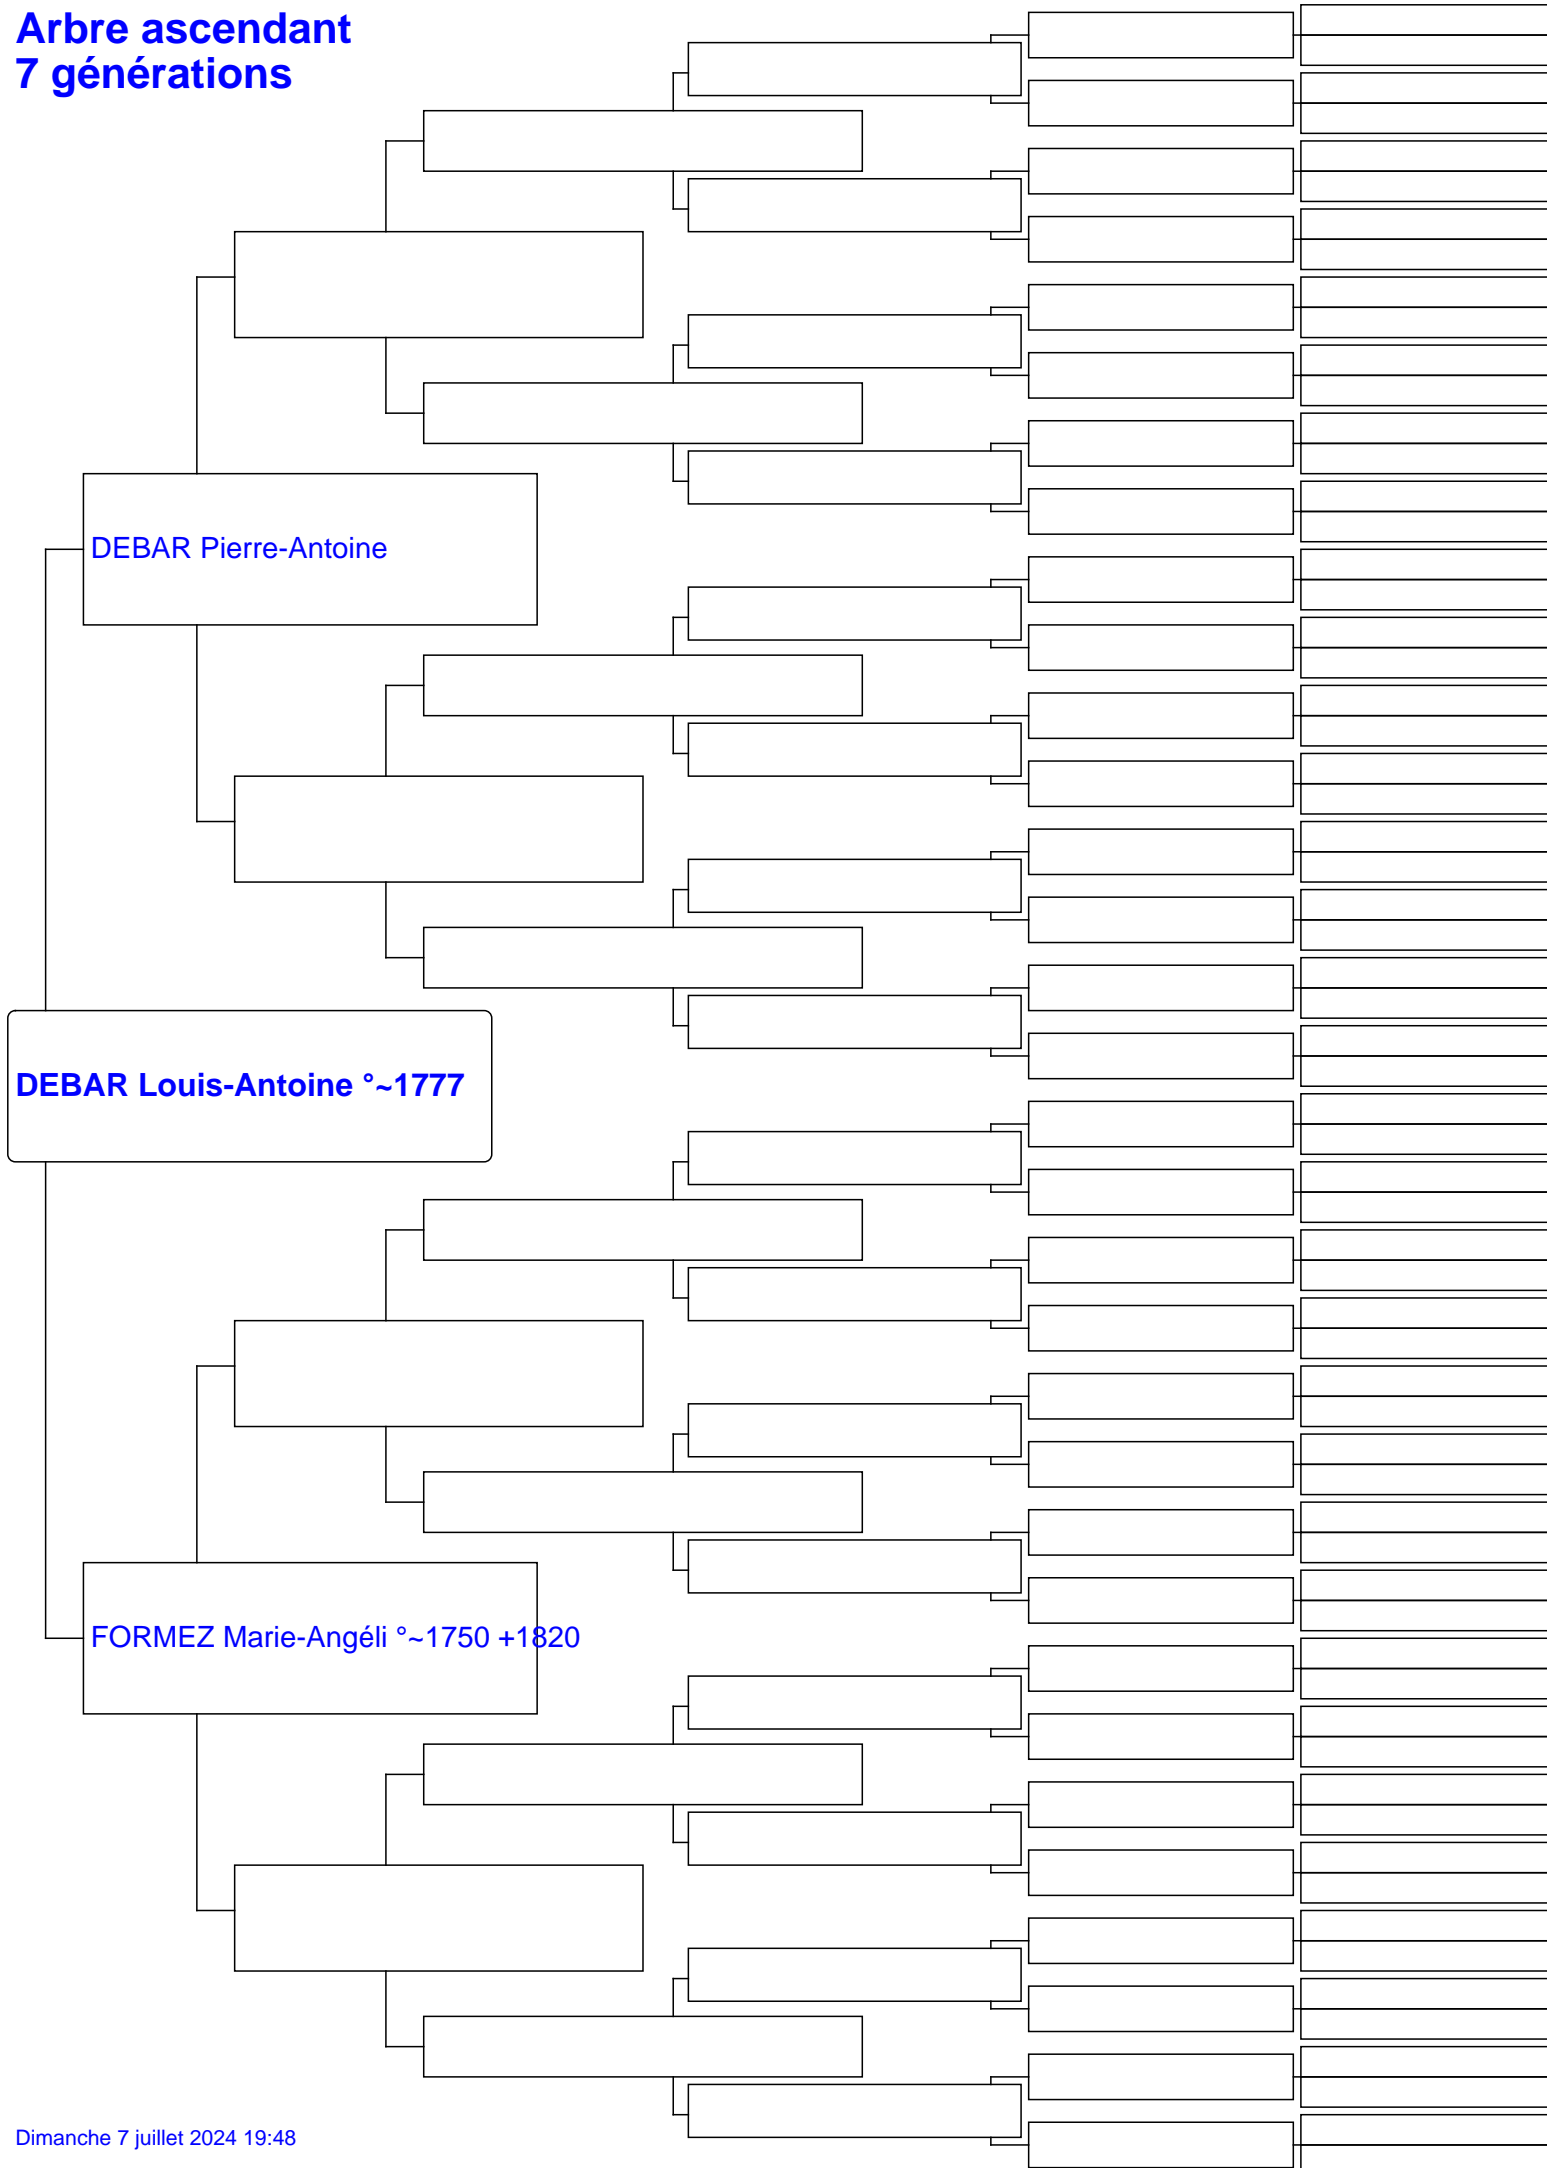 Arbre ascendant
7 générations
DEBAR Pierre-Antoine
DEBAR Louis-Antoine °~1777
FORMEZ Marie-Angéli °~1750 +1820
Dimanche 7 juillet 2024 19:48